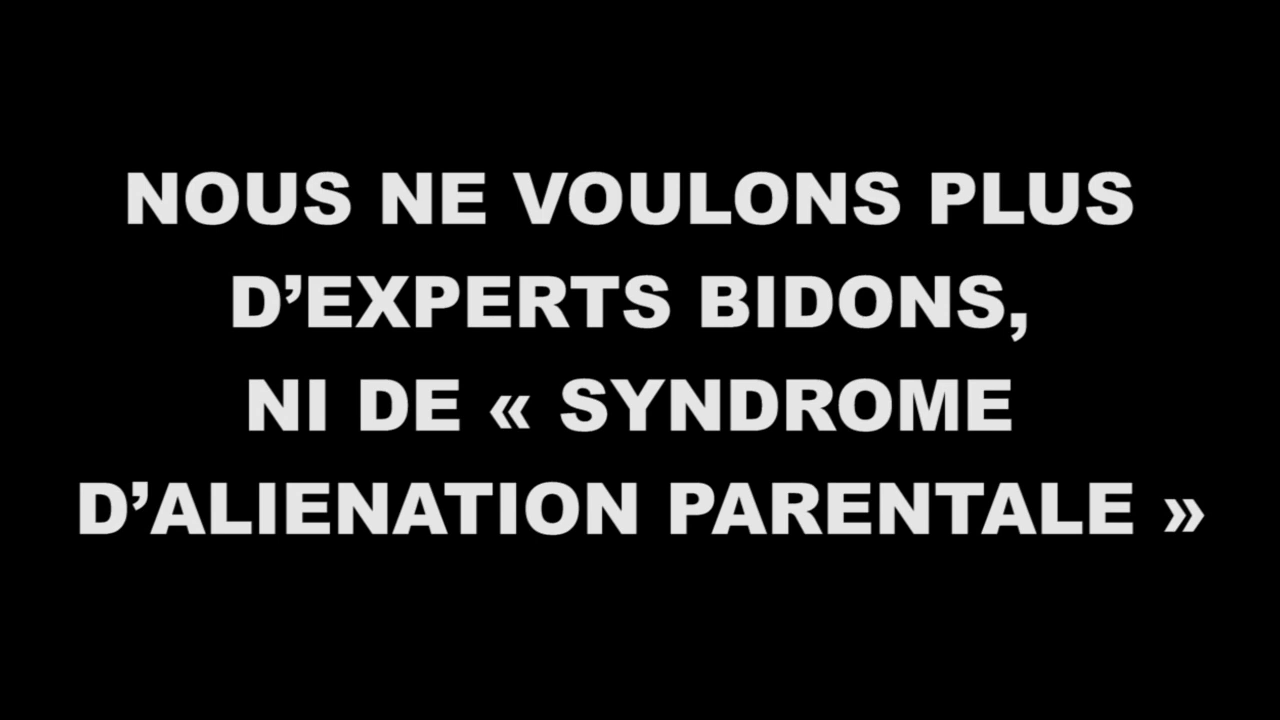 NOUS NE VOULONS PLUS
D’EXPERTS BIDONS,
NI DE « SYNDROME
D’ALIENATION PARENTALE »